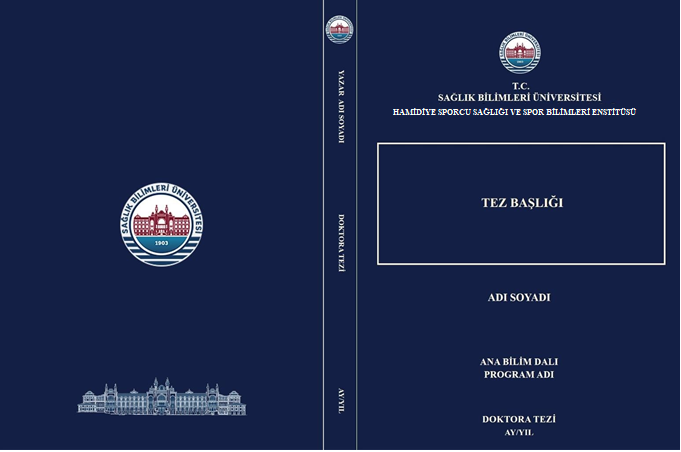 SAĞLIK BİLİMLERİ ÜNİVERSİTESİ
1903
YAZAR ADI SOYADI
DOKTORA TEZİ
AY/YIL
T.C.
SAĞLIK BİLİMLERİ ÜNİVERSİTESİ
HAMİDİYE SPORCU SAĞLIĞI VE SPOR BİLİMLERİ ENSTİTÜSÜ
TEZ BAŞLIĞI
ADI SOYADI
ANA BİLİM DALI
PROGRAM ADI
DOKTORA TEZİ
AY/YIL